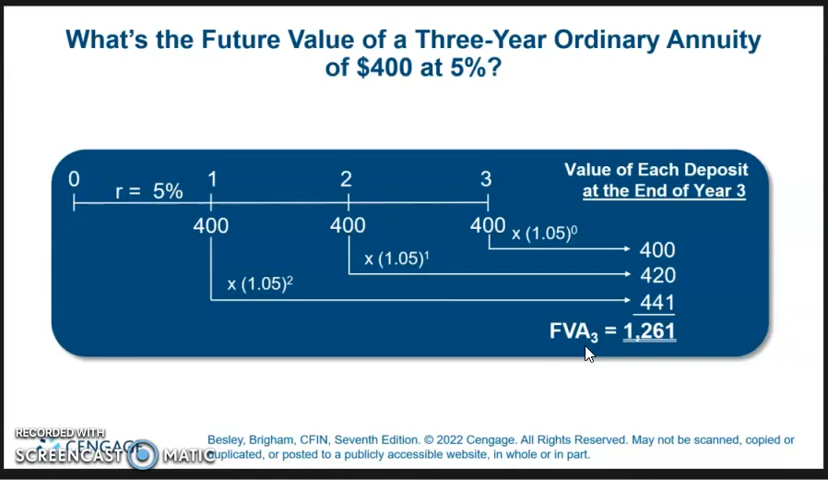 What's the Future Value of a Three-Year Ordinary Annuity
of $400 at 5%?
0 1 2 3
r = 5%
Value of Each Deposit
at the End of Year 3
400 400 400 x (1.05)⁰
400
x (1.05)¹
420
x (1.05)²
441
FVA₃ = 1,261
RECORDED WITH
CENGAGE
SCREENCAST MATIC
Besley, Brigham, CFIN, Seventh Edition. © 2022 Cengage. All Rights Reserved. May not be scanned, copied or
duplicated, or posted to a publicly accessible website, in whole or in part.